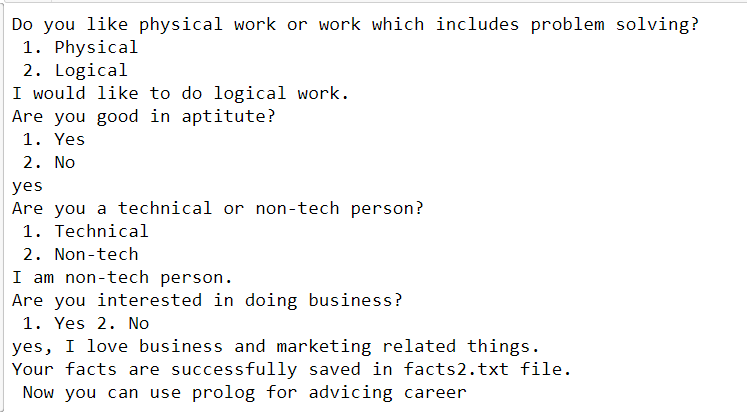 Do you like physical work or work which includes problem solving?
1. Physical
2. Logical
I would like to do logical work.
Are you good in aptitute?
1. Yes
2. No
yes
Are you a technical or non-tech person?
1. Technical
2. Non-tech
I am non-tech person.
Are you interested in doing business?
1. Yes 2. No
yes, I love business and marketing related things.
Your facts are successfully saved in facts2.txt file.
Now you can use prolog for advicing career